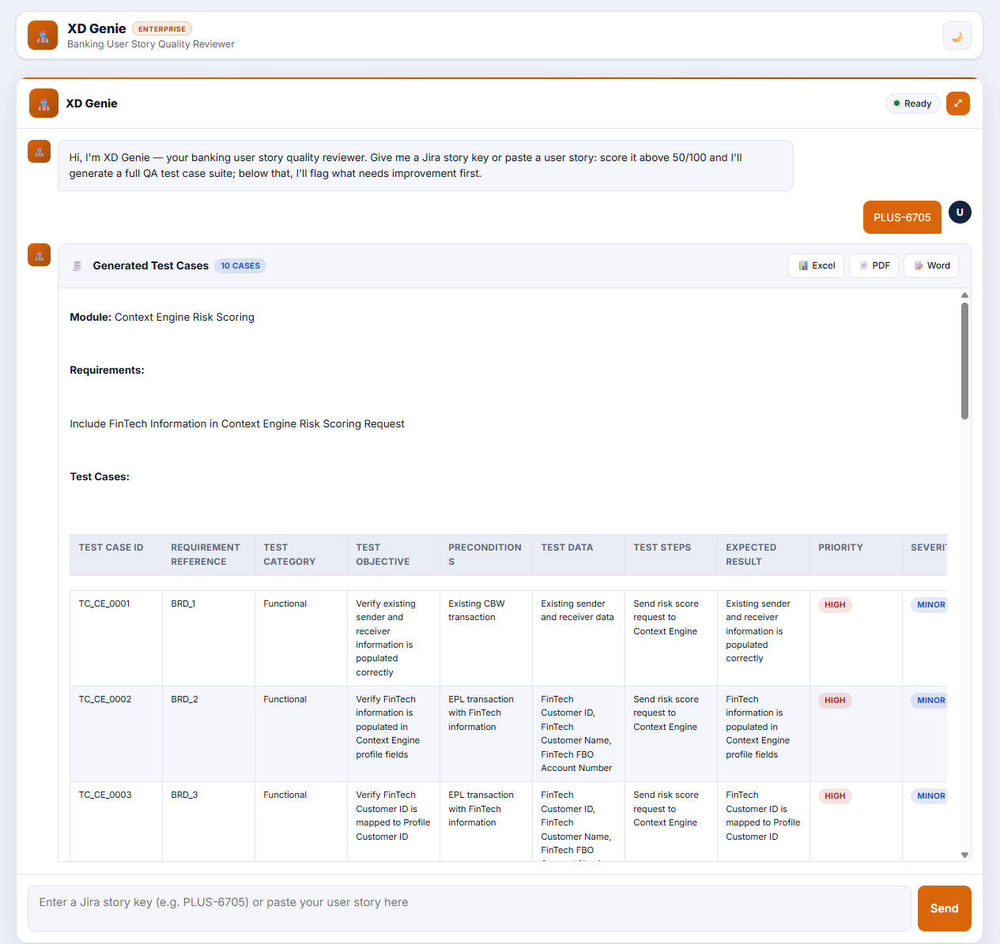 XD Genie ENTERPRISE
Banking User Story Quality Reviewer
XD Genie
Ready
Hi, I'm XD Genie — your banking user story quality reviewer. Give me a Jira story key or paste a user story: score it above 50/100 and I'll
generate a full QA test case suite; below that, I'll flag what needs improvement first.
PLUS-6705
U
Generated Test Cases 10 CASES
Excel
PDF
Word
Module: Context Engine Risk Scoring
Requirements:
Include FinTech Information in Context Engine Risk Scoring Request
Test Cases:
TEST CASE ID
REQUIREMENT
REFERENCE
TEST
CATEGORY
TEST
OBJECTIVE
PRECONDITION
S
TEST DATA
TEST STEPS
EXPECTED
RESULT
PRIORITY
SEVERIT
TC_CE_0001
BRD_1
Functional
Verify existing
sender and
receiver
information is
populated
correctly
Existing CBW
transaction
Existing sender
and receiver data
Send risk score
request to
Context Engine
Existing sender
and receiver
information is
populated
correctly
HIGH
MINOR
TC_CE_0002
BRD_2
Functional
Verify FinTech
information is
populated in
Context Engine
profile fields
EPL transaction
with FinTech
information
FinTech
Customer ID,
FinTech
Customer Name,
FinTech FBO
Account Number
Send risk score
request to
Context Engine
FinTech
information is
populated in
Context Engine
profile fields
HIGH
MINOR
TC_CE_0003
BRD_3
Functional
Verify FinTech
Customer ID is
mapped to Profile
Customer ID
EPL transaction
with FinTech
information
FinTech
Customer ID,
FinTech
Customer Name,
FinTech FBO
Send risk score
request to
Context Engine
FinTech
Customer ID is
mapped to Profile
Customer ID
HIGH
MINOR
Enter a Jira story key (e.g. PLUS-6705) or paste your user story here
Send